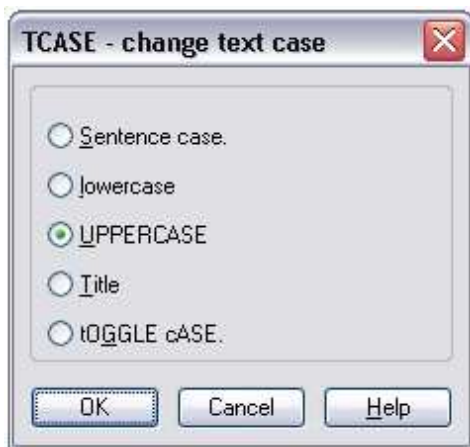 TCASE - change text case
Sentence case.
lowercase
UPPERCASE
Title
tOGGLE cASE.
OK Cancel Help